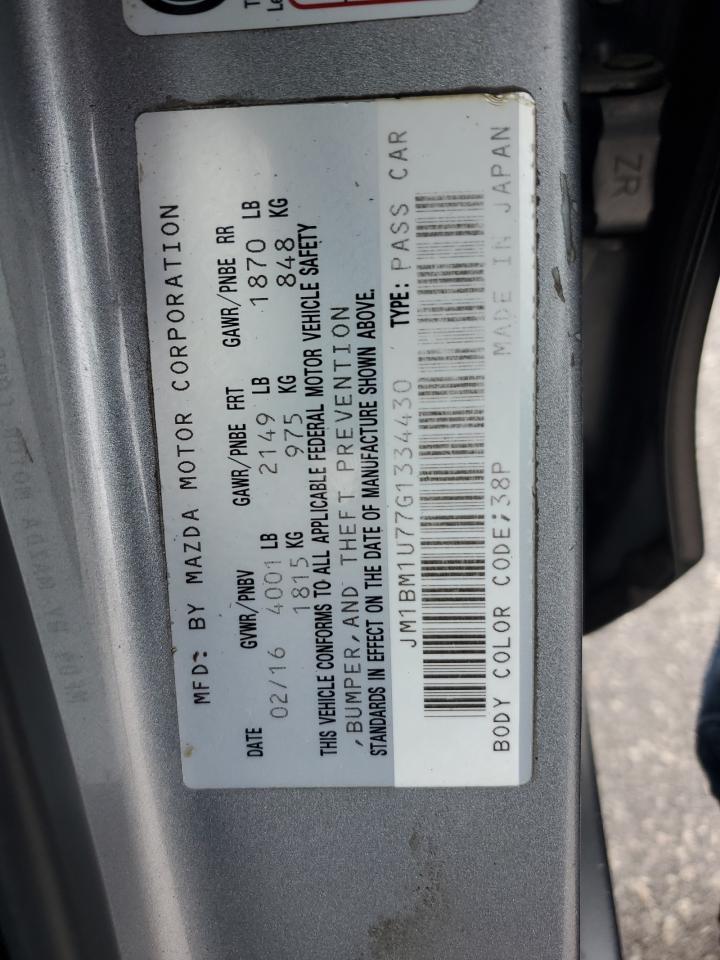 MFD: BY MAZDA MOTOR CORPORATION
DATE GVWR/PNBV GAWR/PNBE FRT GAWR/PNBE RR
02/16 4001 LB 2149 LB 1870 LB
1815 KG 975 KG 848 KG
THIS VEHICLE CONFORMS TO ALL APPLICABLE FEDERAL MOTOR VEHICLE SAFETY
,BUMPER,AND THEFT PREVENTION
STANDARDS IN EFFECT ON THE DATE OF MANUFACTURE SHOWN ABOVE.
JM1BM1U77G1334430 TYPE: PASS CAR
BODY COLOR CODE;38P MADE IN JAPAN
ZR